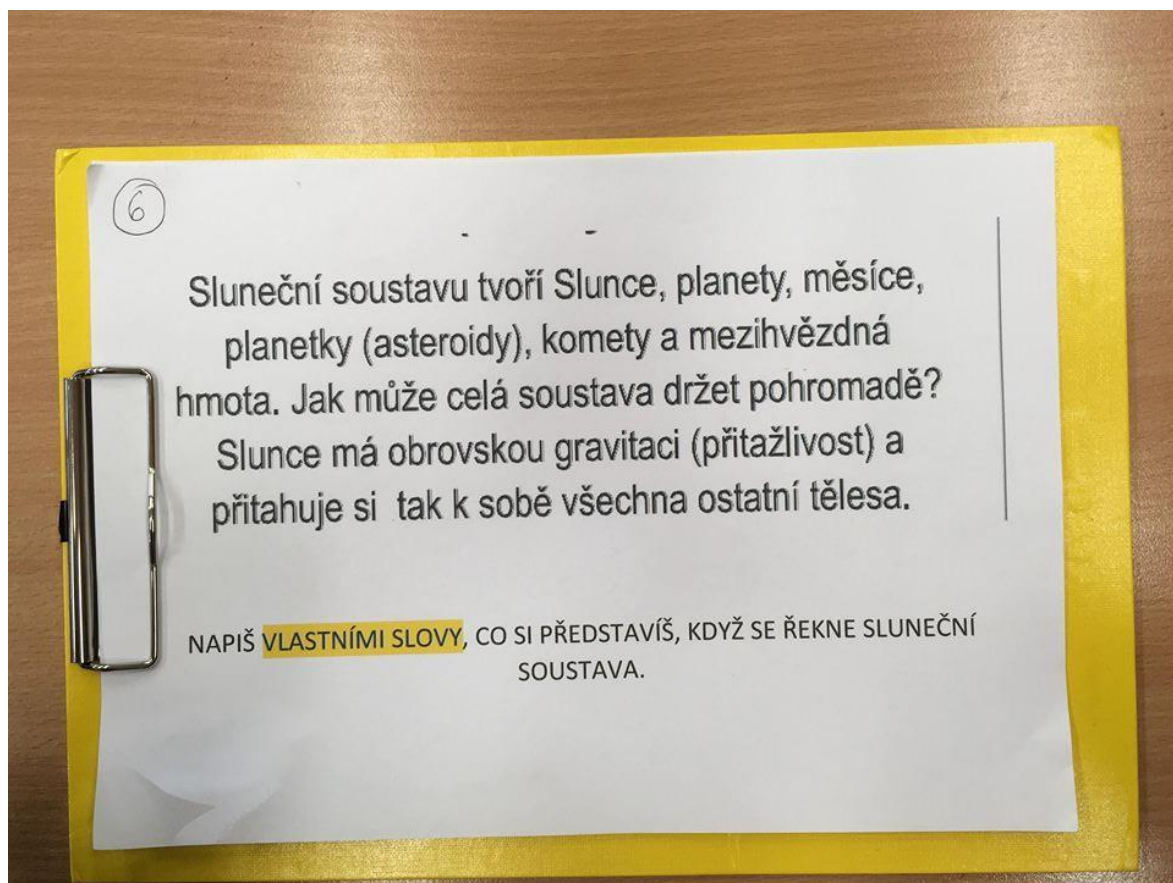 6
Sluneční soustavu tvoří Slunce, planety, měsíce,
planetky (asteroidy), komety a mezihvězdná
hmota. Jak může celá soustava držet pohromadě?
Slunce má obrovskou gravitaci (přitažlivost) a
přitahuje si  tak k sobě všechna ostatní tělesa.
NAPIŠ VLASTNÍMI SLOVY, CO SI PŘEDSTAVÍŠ, KDYŽ SE ŘEKNE SLUNEČNÍ
SOUSTAVA.